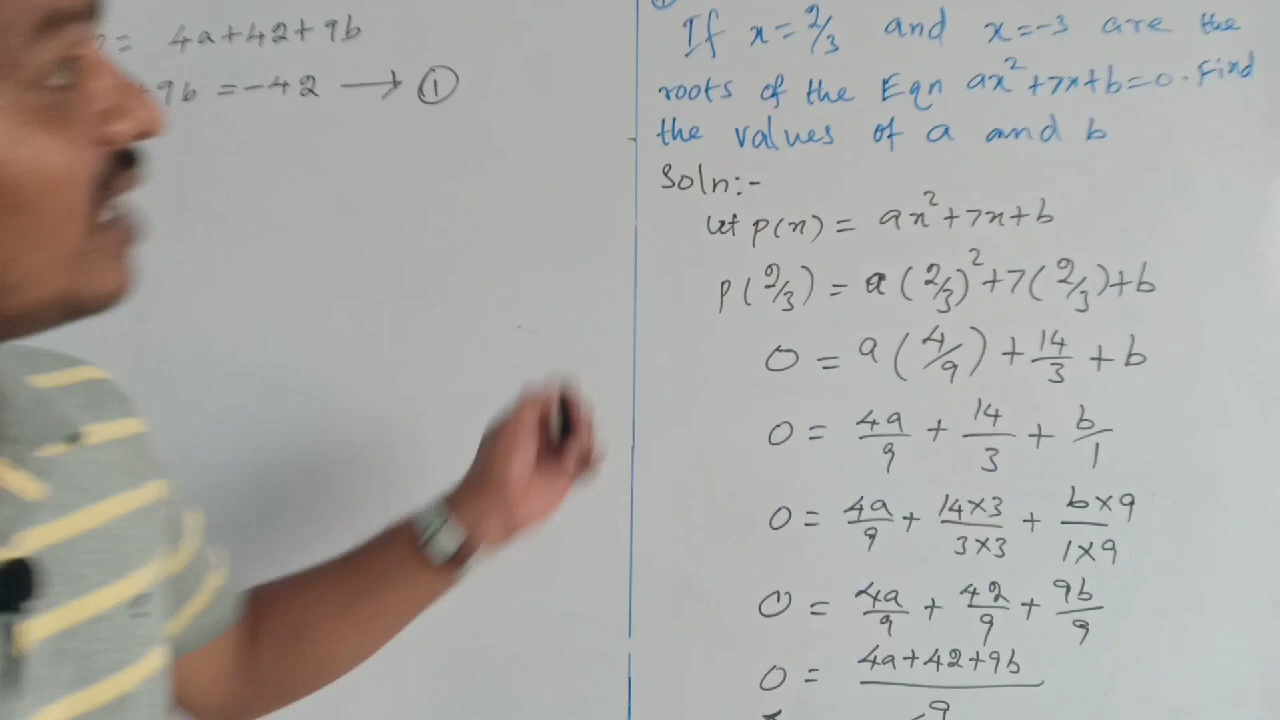 = 4a+42+9b
+9b = -42 → ①
If x=2/3 and x=-3 are the
roots of the Eqn ax²+7x+b=0. Find
the values of a and b
Soln:-
Let p(x) = ax²+7x+b
p(2/3) = a(2/3)²+7(2/3)+b
0 = a(4/9)+14/3+b
0 = 4a/9 + 14/3 + b/1
0 = 4a/9 + 14×3/3×3 + b×9/1×9
0 = 4a/9 + 42/9 + 9b/9
0 = 4a+42+9b/9